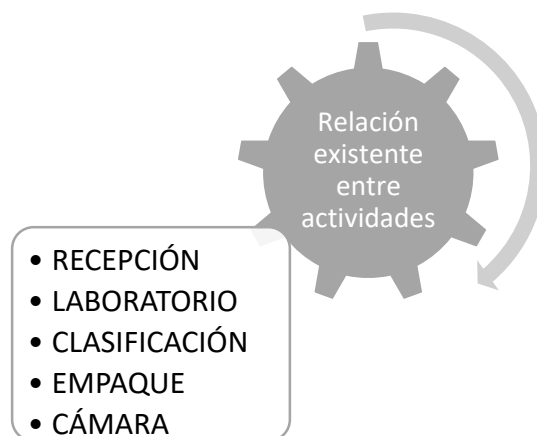 Relación
existente
entre
actividades
• RECEPCIÓN
• LABORATORIO
• CLASIFICACIÓN
• EMPAQUE
• CÁMARA